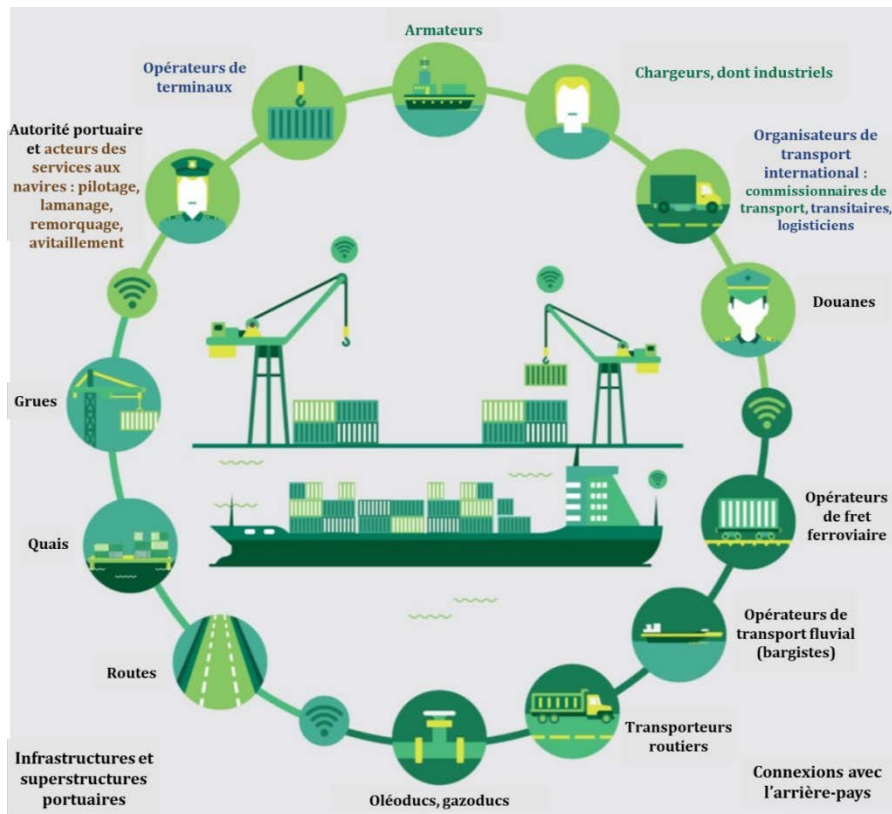 Armateurs
Opérateurs de
terminaux
Chargeurs, dont industriels
Autorité portuaire
et acteurs des
services aux
navires : pilotage,
lamanage,
remorquage,
avitaillement
Organisateurs de
transport
international :
commissionnaires de
transport, transitaires,
logisticiens
Douanes
Grues
Opérateurs
de fret
ferroviaire
Quais
Opérateurs de
transport fluvial
(bargistes)
Routes
Transporteurs
routiers
Infrastructures et
superstructures
portuaires
Oléoducs, gazoducs
Connexions avec
l'arrière-pays